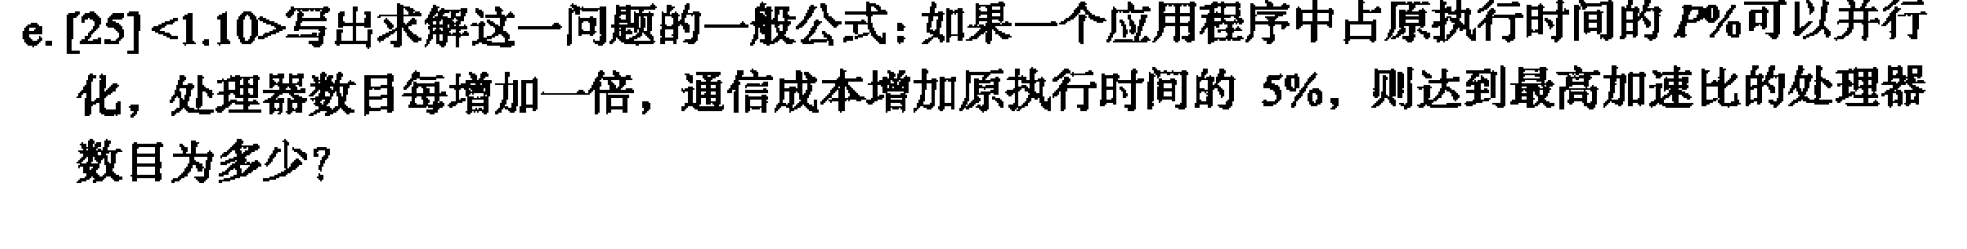 e. [25] <1.10>写出求解这一问题的一般公式：如果一个应用程序中占原执行时间的 P%可以并行
化，处理器数目每增加一倍，通信成本增加原执行时间的 5%，则达到最高加速比的处理器
数目为多少？